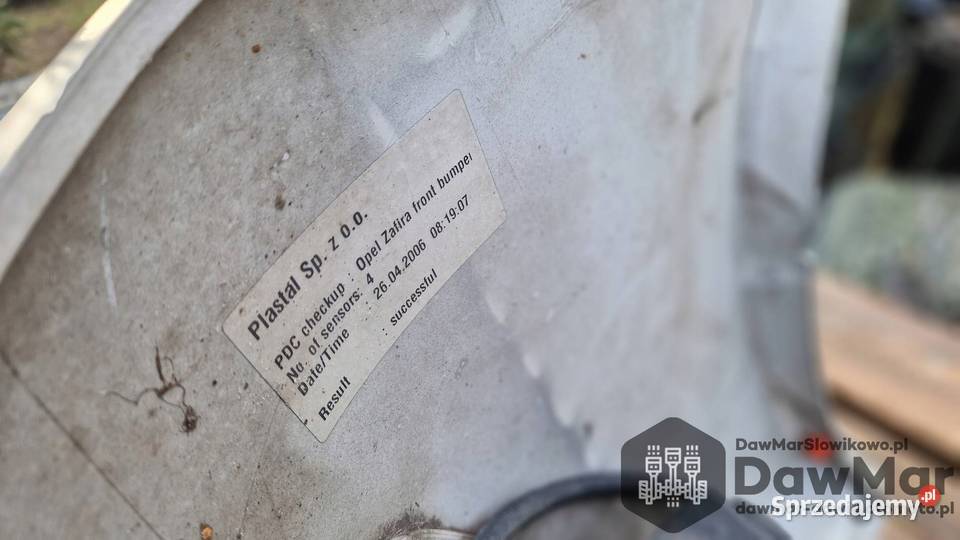 Plastal Sp. z o.o.
PDC checkup : Opel Zafira front bumper
No. of sensors: 4
Date/Time : 26.04.2006 08:19:07
Result : successful
DawMarSlowikowo.pl
DawMar
Sprzedajemy.pl